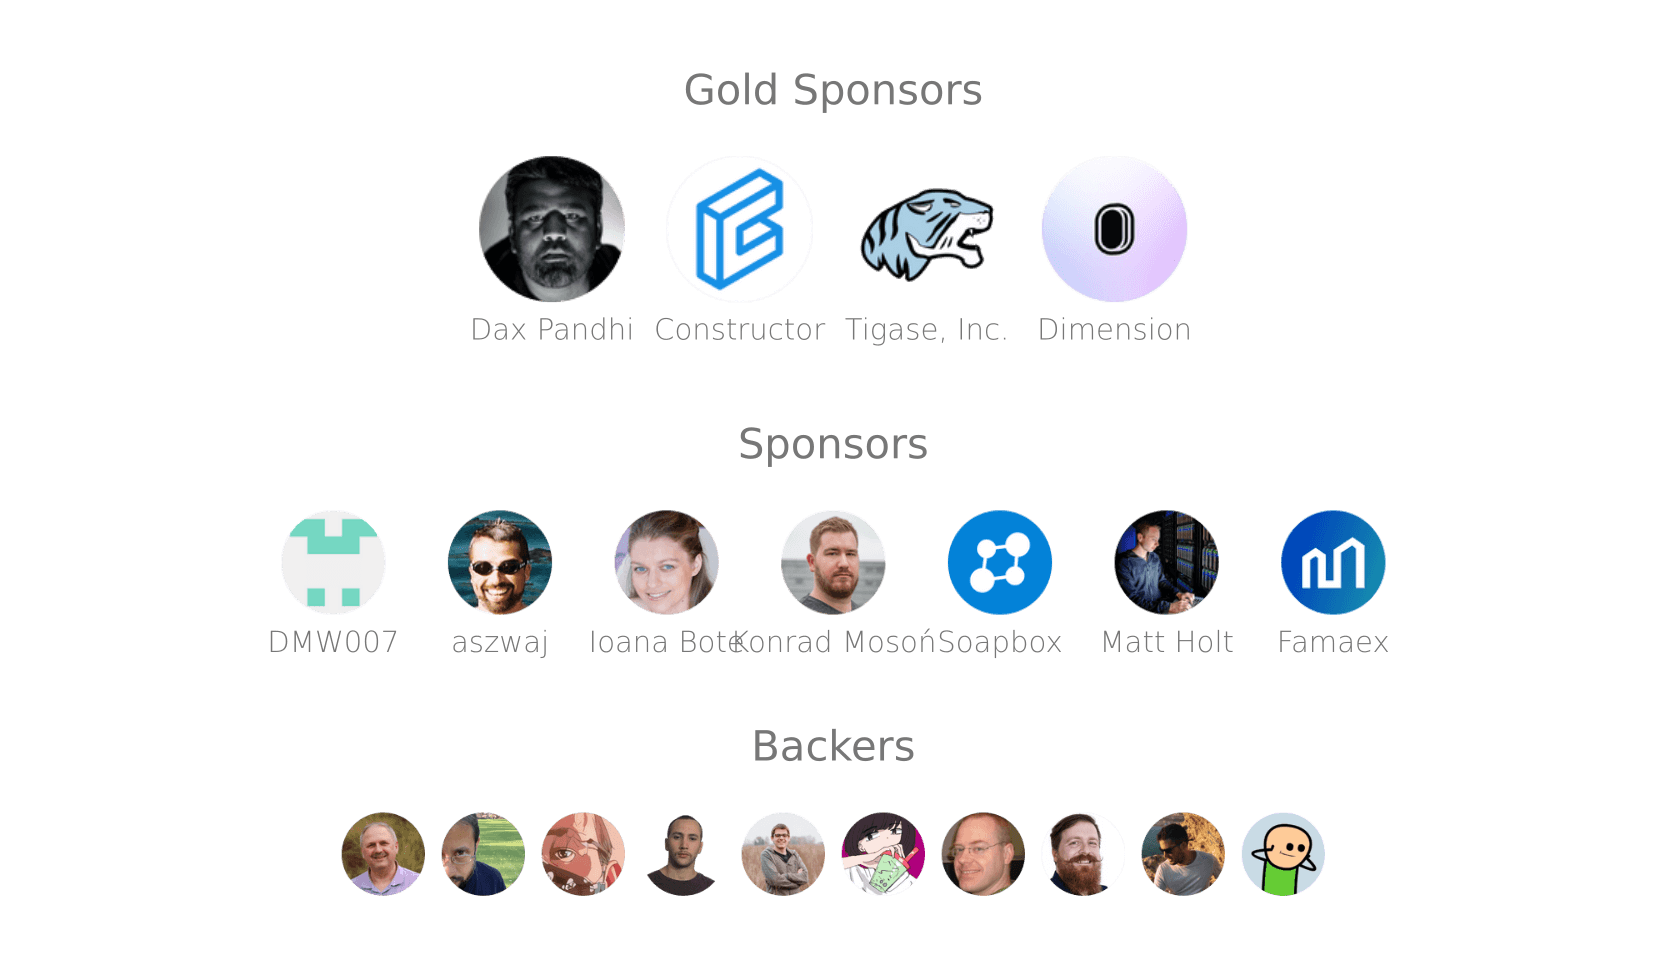 Gold Sponsors
Dax Pandhi Constructor Tigase, Inc. Dimension
Sponsors
DMW007 aszwaj Ioana Bote Konrad Mosoń Soapbox Matt Holt Famaex
Backers